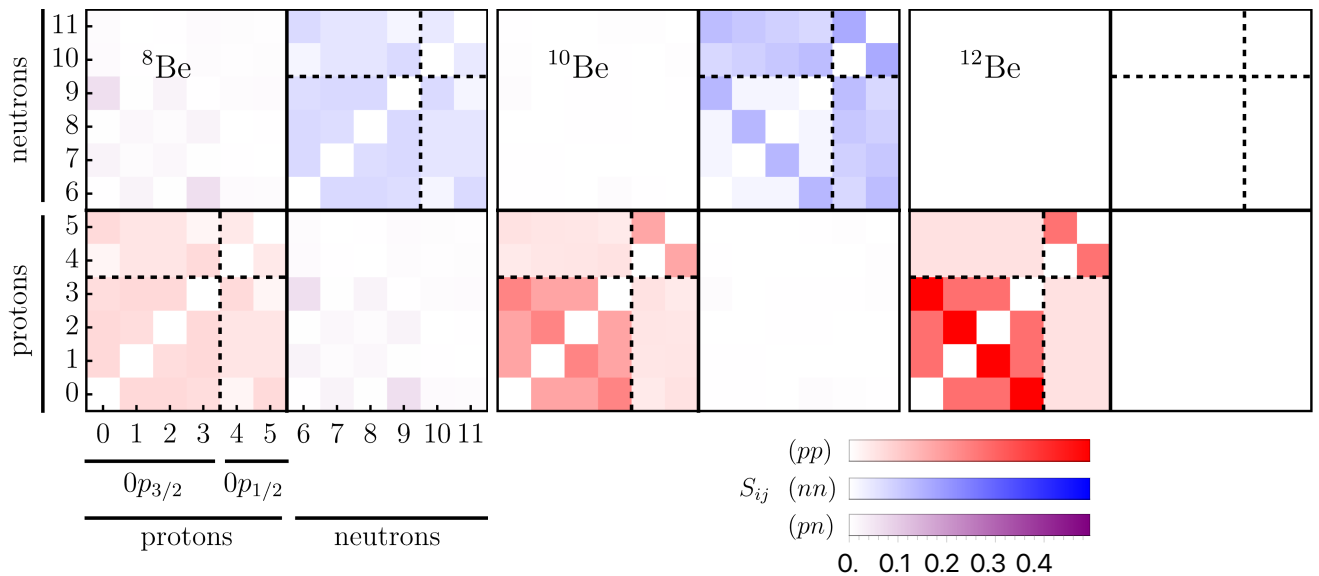 11
10
9
8
7
6
5
4
3
2
1
0
neutrons
protons
⁸Be
¹⁰Be
¹²Be
0 1 2 3 4 5 6 7 8 9 10 11
0p₃/₂ 0p₁/₂
protons neutrons
(pp)
Sᵢⱼ (nn)
(pn)
0. 0.1 0.2 0.3 0.4